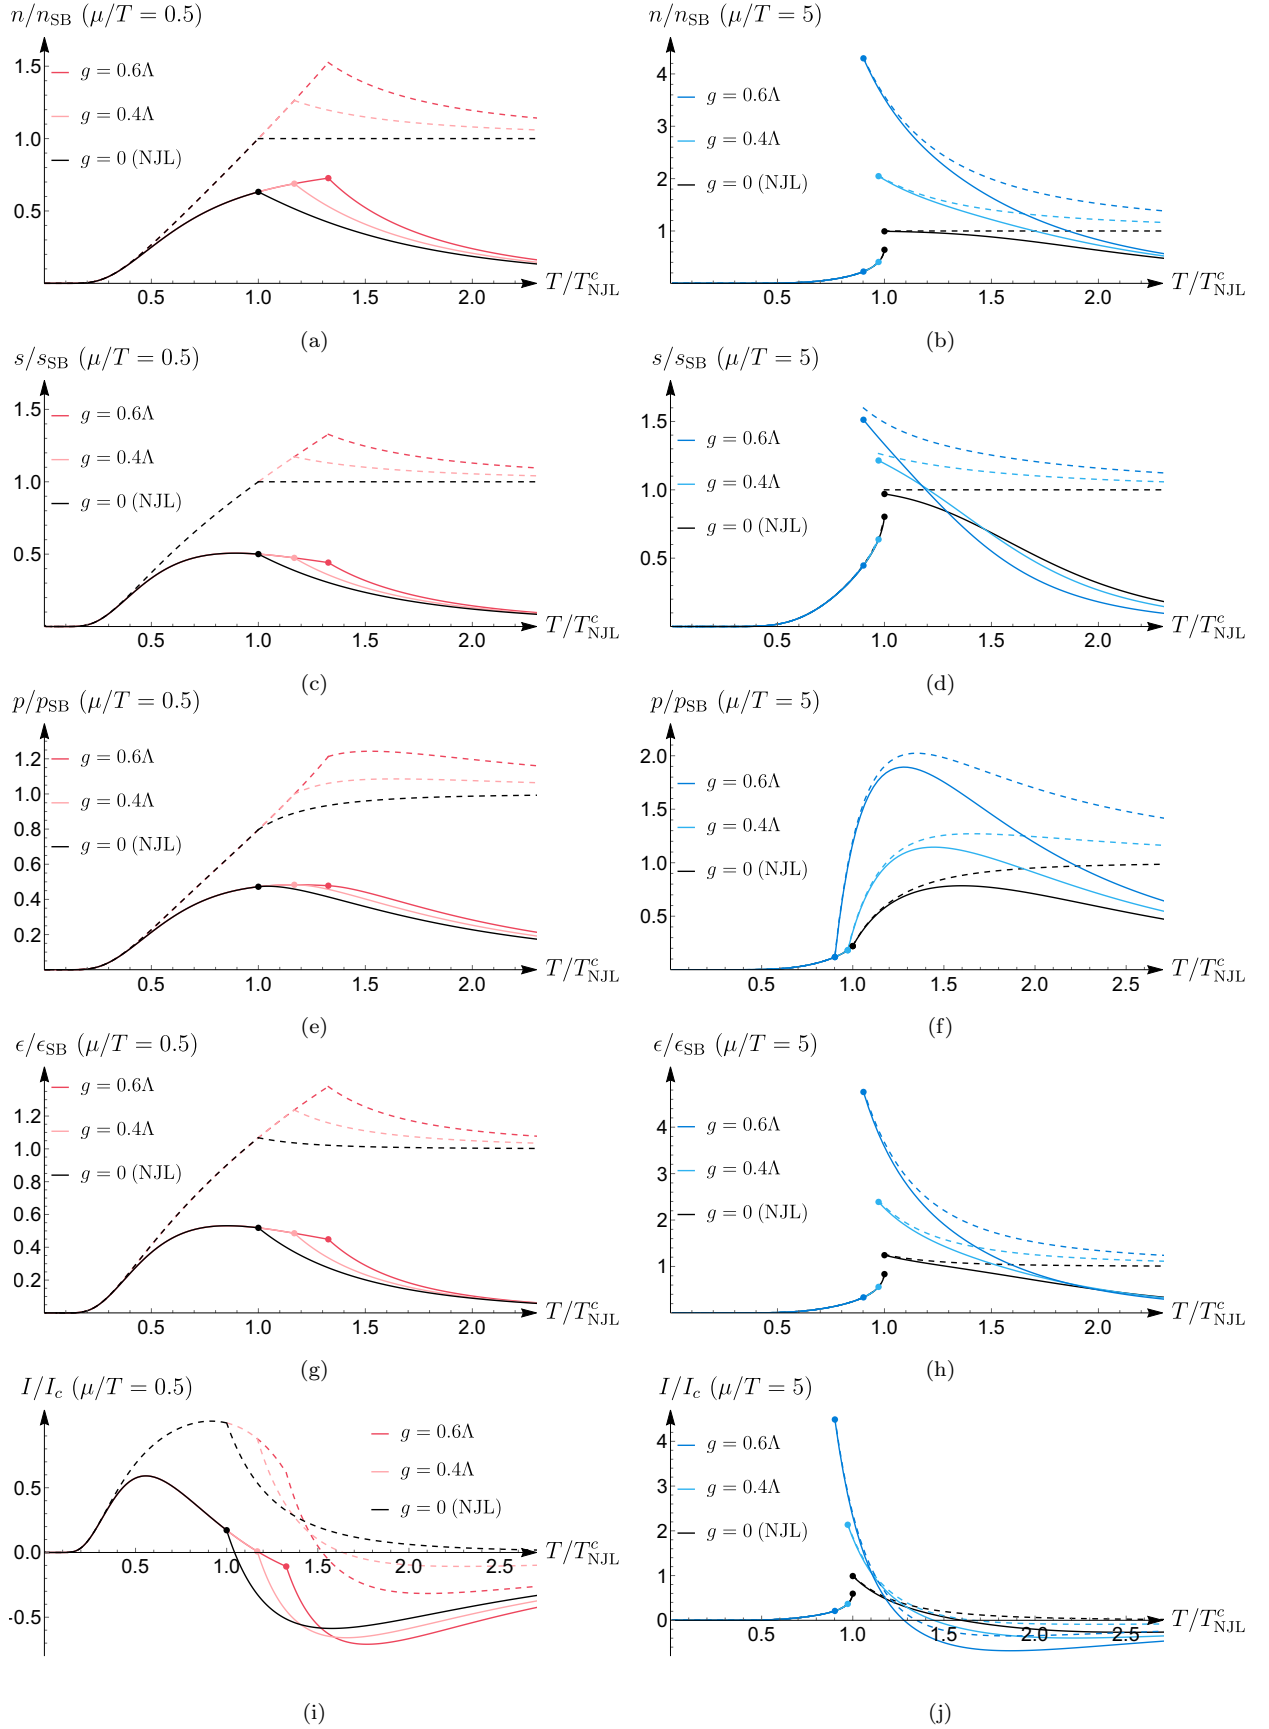 n/n_SB (μ/T = 0.5)
1.5
1.0
0.5
g = 0.6Λ
g = 0.4Λ
g = 0 (NJL)
0.5 1.0 1.5 2.0 T/T^c_NJL
(a)
n/n_SB (μ/T = 5)
4
3
2
1
g = 0.6Λ
g = 0.4Λ
g = 0 (NJL)
0.5 1.0 1.5 2.0 T/T^c_NJL
(b)
s/s_SB (μ/T = 0.5)
1.5
1.0
0.5
g = 0.6Λ
g = 0.4Λ
g = 0 (NJL)
0.5 1.0 1.5 2.0 T/T^c_NJL
(c)
s/s_SB (μ/T = 5)
1.5
1.0
0.5
g = 0.6Λ
g = 0.4Λ
g = 0 (NJL)
0.5 1.0 1.5 2.0 T/T^c_NJL
(d)
p/p_SB (μ/T = 0.5)
1.2
1.0
0.8
0.6
0.4
0.2
g = 0.6Λ
g = 0.4Λ
g = 0 (NJL)
0.5 1.0 1.5 2.0 T/T^c_NJL
(e)
p/p_SB (μ/T = 5)
2.0
1.5
1.0
0.5
g = 0.6Λ
g = 0.4Λ
g = 0 (NJL)
0.5 1.0 1.5 2.0 2.5 T/T^c_NJL
(f)
ϵ/ϵ_SB (μ/T = 0.5)
1.2
1.0
0.8
0.6
0.4
0.2
g = 0.6Λ
g = 0.4Λ
g = 0 (NJL)
0.5 1.0 1.5 2.0 T/T^c_NJL
(g)
ϵ/ϵ_SB (μ/T = 5)
4
3
2
1
g = 0.6Λ
g = 0.4Λ
g = 0 (NJL)
0.5 1.0 1.5 2.0 T/T^c_NJL
(h)
I/I_c (μ/T = 0.5)
0.5
0.0
-0.5
g = 0.6Λ
g = 0.4Λ
g = 0 (NJL)
0.5 1.0 1.5 2.0 2.5 T/T^c_NJL
(i)
I/I_c (μ/T = 5)
4
3
2
1
0
g = 0.6Λ
g = 0.4Λ
g = 0 (NJL)
0.5 1.0 1.5 2.0 2.5 T/T^c_NJL
(j)